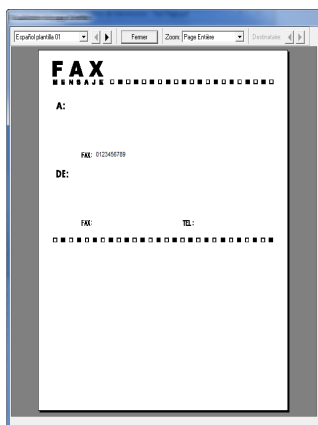 Español plantilla 01 Fermer Zoom: Page Entière Destinataire
FAX
MENSAJE
A:
FAX: 0123456789
DE:
FAX: TEL: